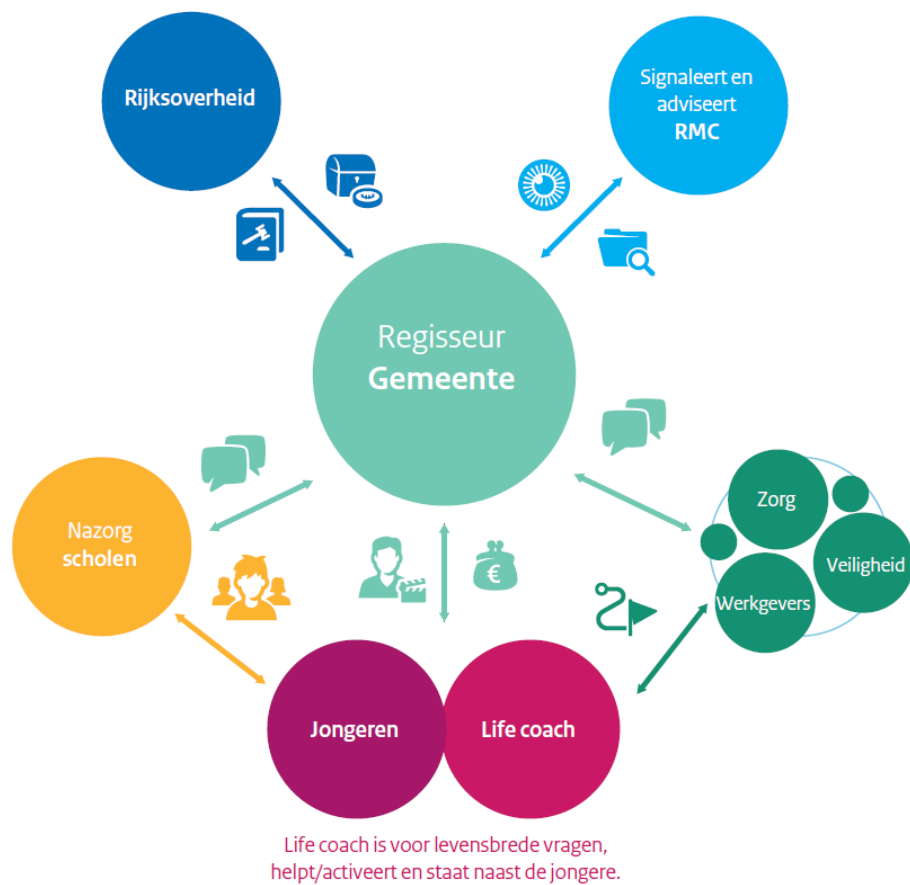 Rijksoverheid
Signaleert en
adviseert
RMC
Regisseur
Gemeente
Nazorg
scholen
€
Zorg
Veiligheid
Werkgevers
Jongeren
Life coach
Life coach is voor levensbrede vragen,
helpt/activeert en staat naast de jongere.